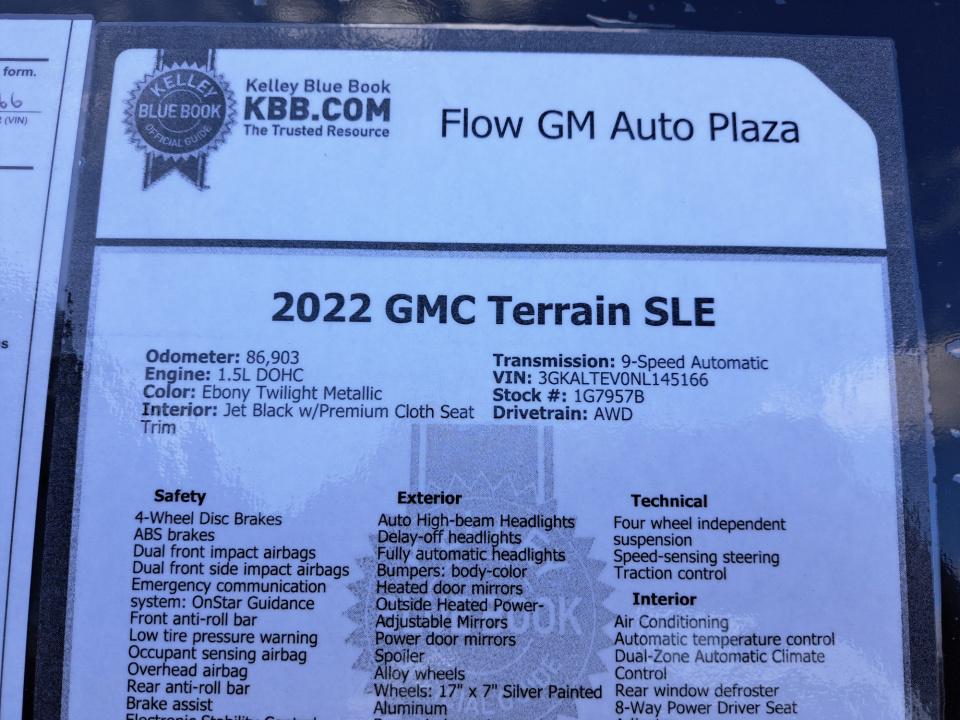 form.
(VIN)
KELLEY
BLUE BOOK
OFFICIAL GUIDE
Kelley Blue Book
KBB.COM
The Trusted Resource
Flow GM Auto Plaza
2022 GMC Terrain SLE
Odometer: 86,903
Engine: 1.5L DOHC
Color: Ebony Twilight Metallic
Interior: Jet Black w/Premium Cloth Seat
Trim
Transmission: 9-Speed Automatic
VIN: 3GKALTEV0NL145166
Stock #: 1G7957B
Drivetrain: AWD
Safety
4-Wheel Disc Brakes
ABS brakes
Dual front impact airbags
Dual front side impact airbags
Emergency communication
system: OnStar Guidance
Front anti-roll bar
Low tire pressure warning
Occupant sensing airbag
Overhead airbag
Rear anti-roll bar
Brake assist
Electronic Stability Control
Exterior
Auto High-beam Headlights
Delay-off headlights
Fully automatic headlights
Bumpers: body-color
Heated door mirrors
Outside Heated Power-
Adjustable Mirrors
Power door mirrors
Spoiler
Alloy wheels
Wheels: 17" x 7" Silver Painted
Aluminum
Technical
Four wheel independent
suspension
Speed-sensing steering
Traction control
Interior
Air Conditioning
Automatic temperature control
Dual-Zone Automatic Climate
Control
Rear window defroster
8-Way Power Driver Seat